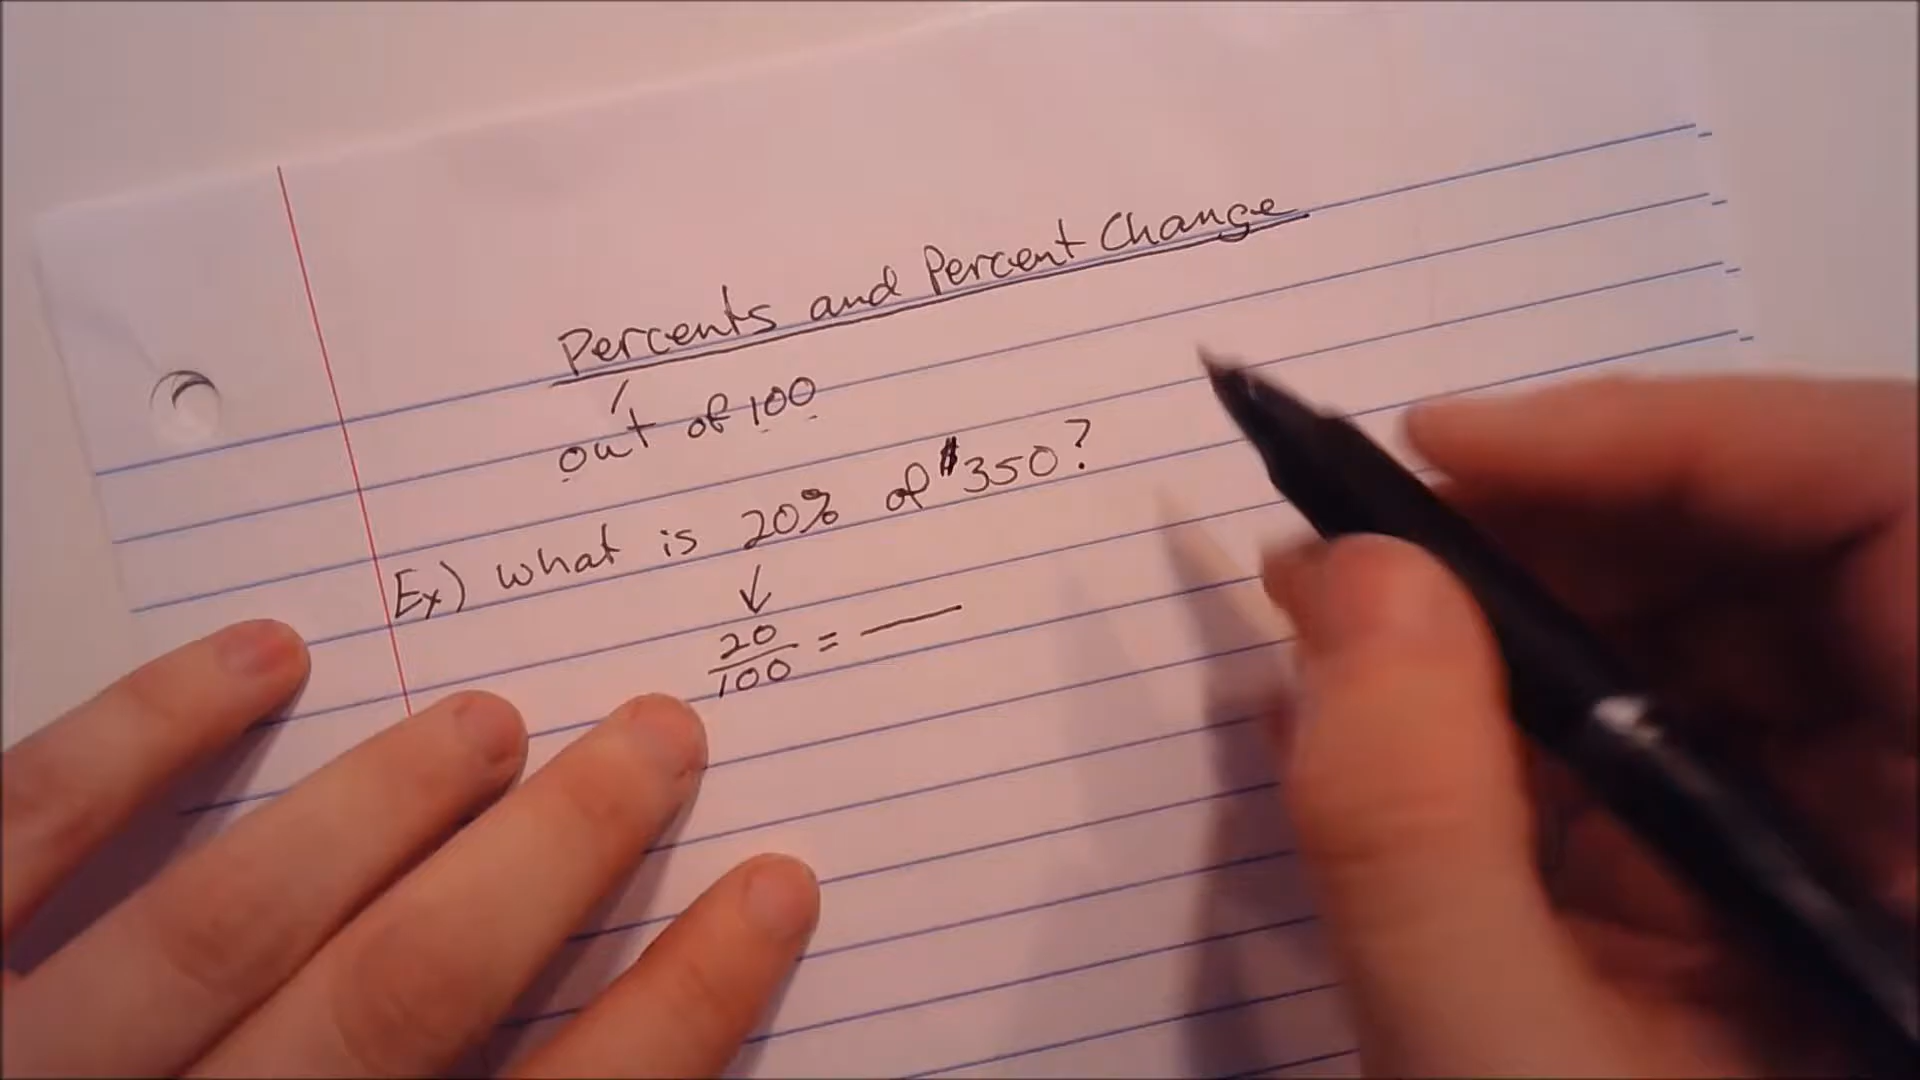 Percents and Percent Change
out of 100
Ex) what is 20% of $350?
20
100 =